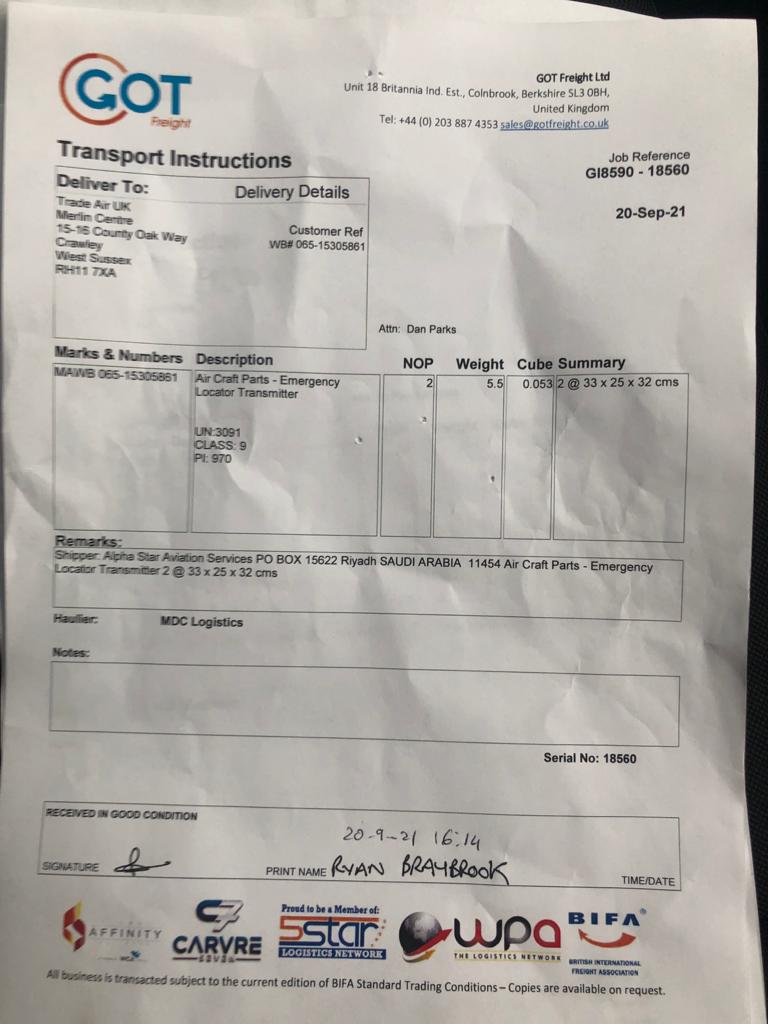 GOT
Freight
GOT Freight Ltd
Unit 18 Britannia Ind. Est., Colnbrook, Berkshire SL3 0BH,
United Kingdom
Tel: +44 (0) 203 887 4353 sales@gotfreight.co.uk
Transport Instructions
Job Reference
GI8590 - 18560
20-Sep-21
Deliver To:
Delivery Details
Trade Air UK
Merlin Centre
15-16 County Oak Way
Crawley
West Sussex
RH11 7XA
Customer Ref
WB# 065-15305861
Attn: Dan Parks
Marks & Numbers Description NOP Weight Cube Summary
MAWB 065-15305861 Air Craft Parts - Emergency 2 5.5 0.053 2 @ 33 x 25 x 32 cms
Locator Transmitter
UN:3091
CLASS: 9
PI: 970
Remarks:
Shipper: Alpha Star Aviation Services PO BOX 15622 Riyadh SAUDI ARABIA 11454 Air Craft Parts - Emergency
Locator Transmitter 2 @ 33 x 25 x 32 cms
Haullier: MDC Logistics
Notes:
Serial No: 18560
RECEIVED IN GOOD CONDITION
20-9-21 16:14
SIGNATURE PRINT NAME RYAN BRAYBROOK TIME/DATE
AFFINITY
CARVRE
Proud to be a Member of:
5star
LOGISTICS NETWORK
wpa
THE LOGISTICS NETWORK
BIFA
BRITISH INTERNATIONAL
FREIGHT ASSOCIATION
All business is transacted subject to the current edition of BIFA Standard Trading Conditions – Copies are available on request.